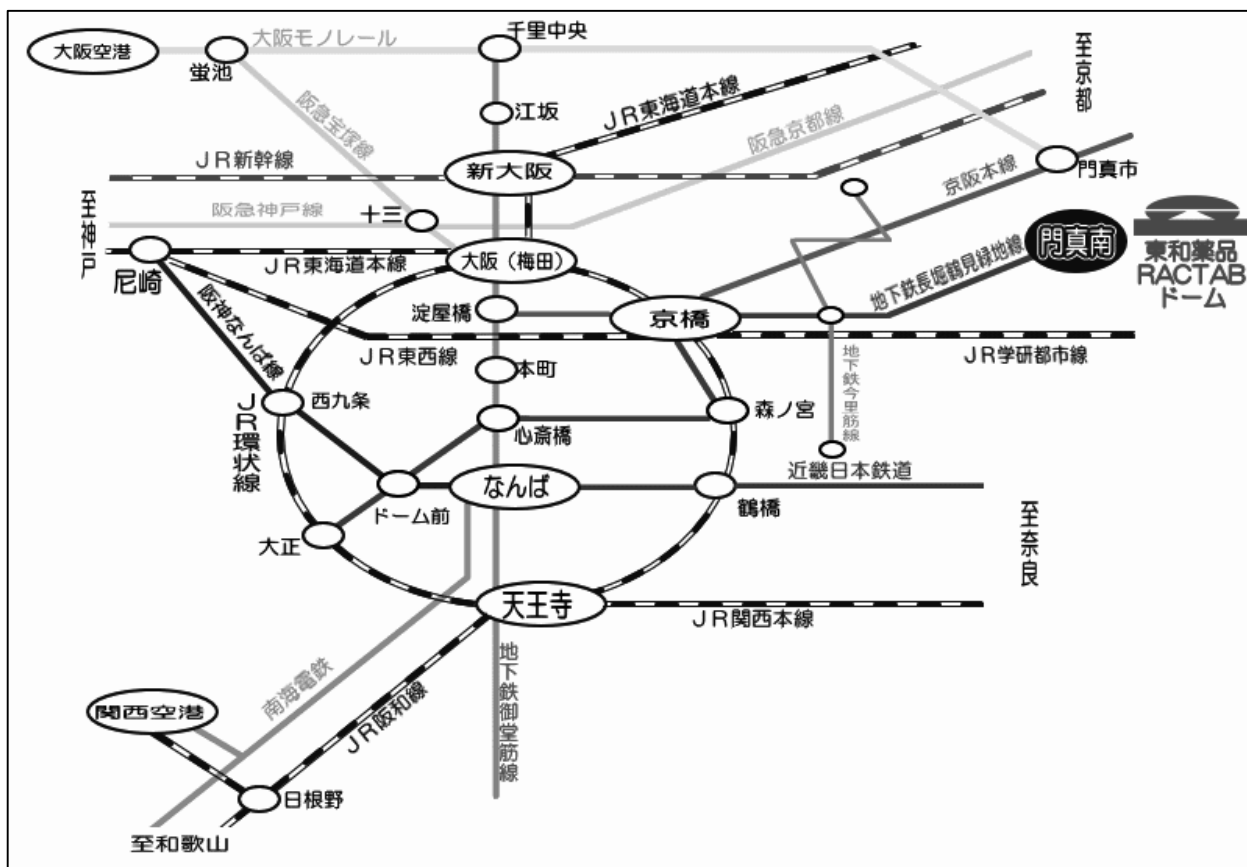 大阪空港
大阪モノレール
千里中央
至京都
蛍池
江坂
JR東海道本線
阪急宝塚線
阪急京都線
JR新幹線
新大阪
京阪本線
門真市
至神戸
阪急神戸線
十三
門真南
東和薬品
RACTAB
ドーム
尼崎
JR東海道本線
大阪（梅田）
地下鉄長堀鶴見緑地線
阪神なんば線
淀屋橋
京橋
JR東西線
JR学研都市線
本町
地下鉄今里筋線
JR環状線
西九条
心斎橋
森ノ宮
近畿日本鉄道
なんば
ドーム前
鶴橋
大正
至奈良
天王寺
JR関西本線
南海電鉄
JR阪和線
地下鉄御堂筋線
関西空港
日根野
至和歌山